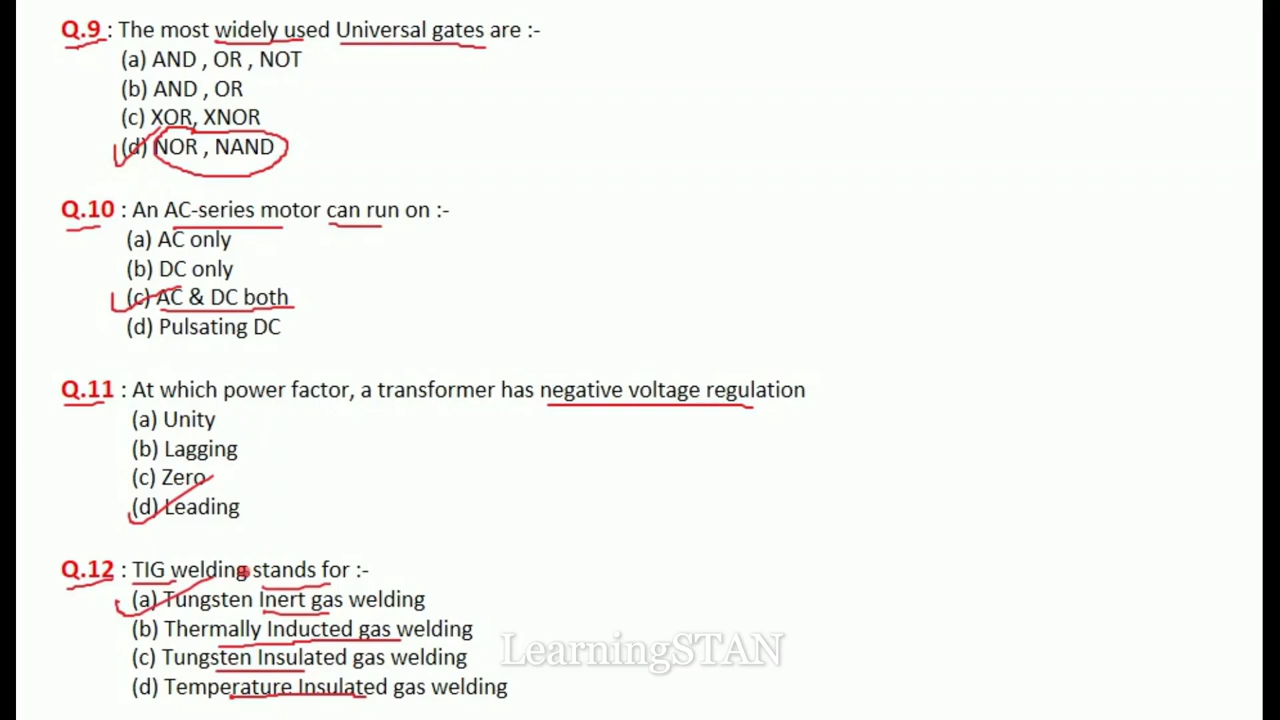 Q.9 : The most widely used Universal gates are :-
(a) AND , OR , NOT
(b) AND , OR
(c) XOR, XNOR
(d) NOR , NAND
Q.10 : An AC-series motor can run on :-
(a) AC only
(b) DC only
(c) AC & DC both
(d) Pulsating DC
Q.11 : At which power factor, a transformer has negative voltage regulation
(a) Unity
(b) Lagging
(c) Zero
(d) Leading
Q.12 : TIG welding stands for :-
(a) Tungsten Inert gas welding
(b) Thermally Inducted gas welding
(c) Tungsten Insulated gas welding
(d) Temperature Insulated gas welding
LearningSTAN